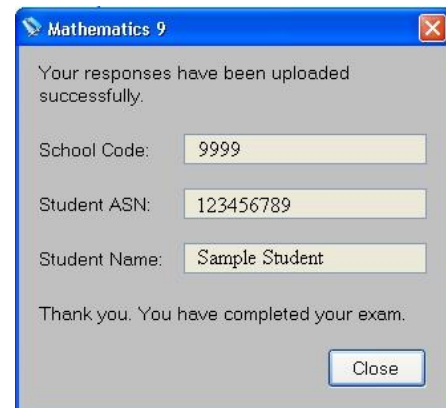 Mathematics 9
Your responses have been uploaded
successfully.
School Code: 9999
Student ASN: 123456789
Student Name: Sample Student
Thank you. You have completed your exam.
Close